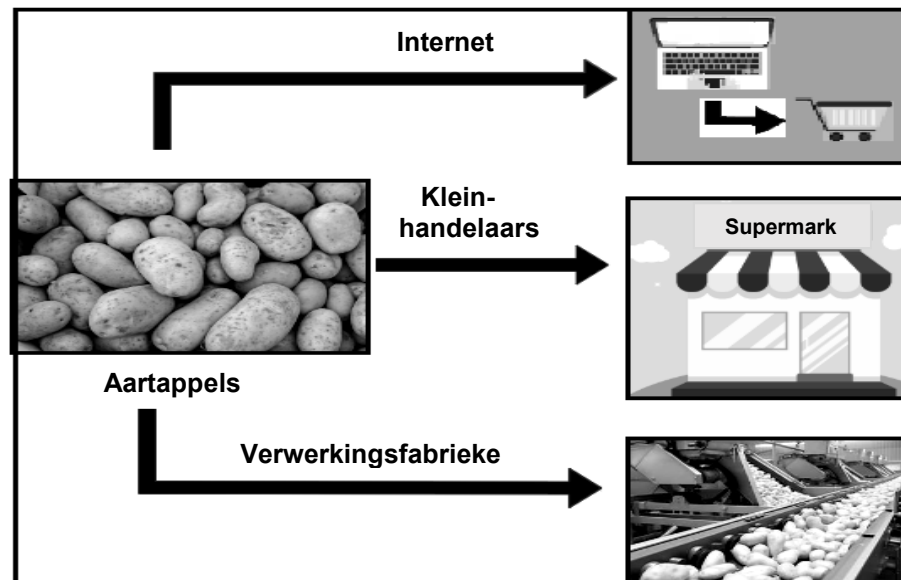 Internet
Klein-
handelaars
Supermark
Aartappels
Verwerkingsfabrieke